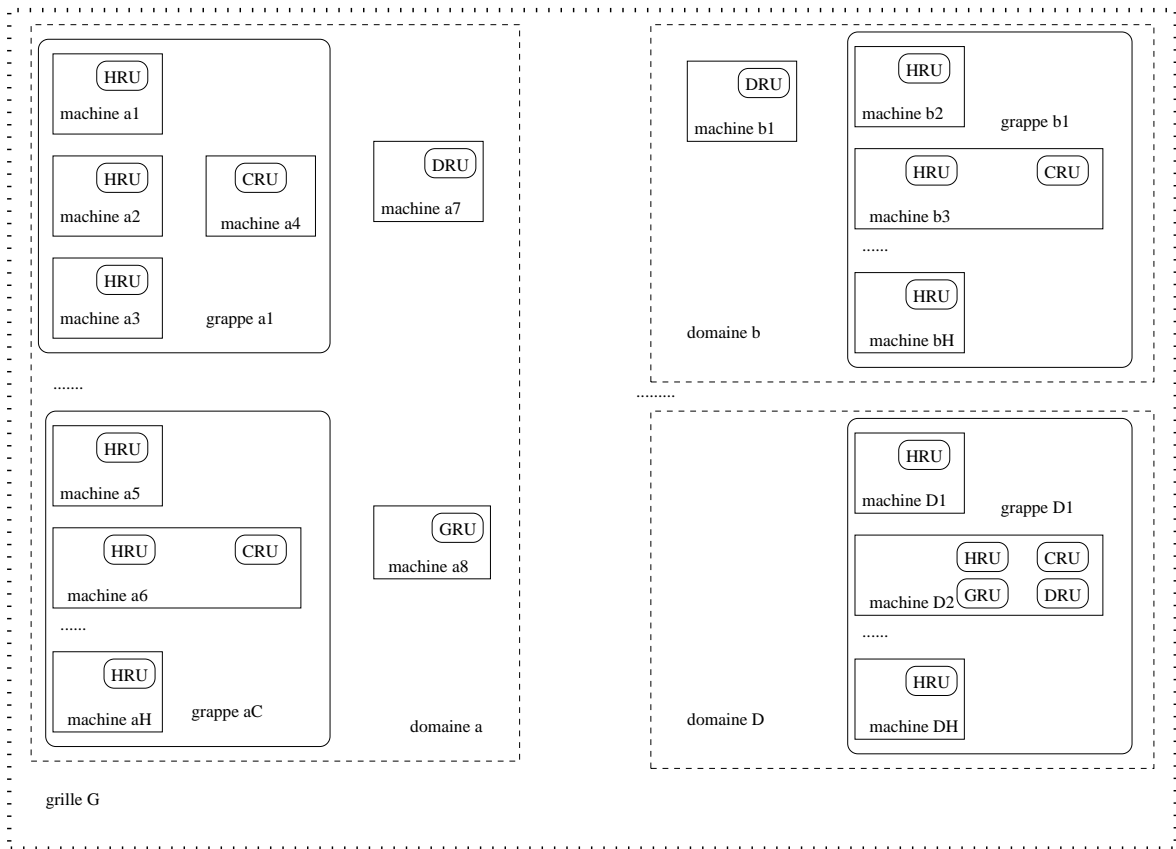 HRU
machine a1
HRU
machine a2
CRU
machine a4
HRU
machine a3
grappe a1
DRU
machine a7
.......
HRU
machine a5
HRU
CRU
machine a6
......
HRU
machine aH
grappe aC
GRU
machine a8
domaine a
DRU
machine b1
HRU
machine b2
grappe b1
HRU
CRU
machine b3
......
HRU
machine bH
domaine b
.........
HRU
machine D1
grappe D1
HRU
CRU
machine D2
GRU
DRU
......
HRU
machine DH
domaine D
grille G